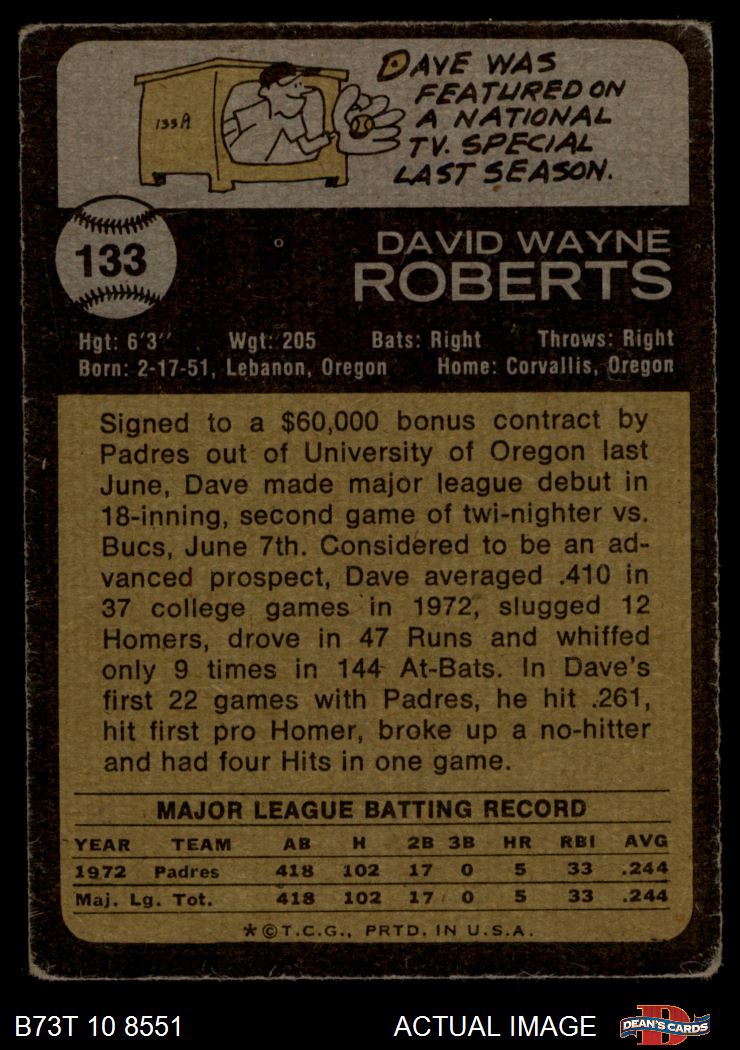 DAVE WAS
FEATURED ON
A NATIONAL
TV. SPECIAL
LAST SEASON.
133A
133
DAVID WAYNE
ROBERTS
Hgt: 6'3" Wgt: 205 Bats: Right Throws: Right
Born: 2-17-51, Lebanon, Oregon Home: Corvallis, Oregon
Signed to a $60,000 bonus contract by
Padres out of University of Oregon last
June, Dave made major league debut in
18-inning, second game of twi-nighter vs.
Bucs, June 7th. Considered to be an ad-
vanced prospect, Dave averaged .410 in
37 college games in 1972, slugged 12
Homers, drove in 47 Runs and whiffed
only 9 times in 144 At-Bats. In Dave's
first 22 games with Padres, he hit .261,
hit first pro Homer, broke up a no-hitter
and had four Hits in one game.
MAJOR LEAGUE BATTING RECORD
YEAR TEAM AB H 2B 3B HR RBI AVG
1972 Padres 418 102 17 0 5 33 .244
Maj. Lg. Tot. 418 102 17 0 5 33 .244
*©T.C.G., PRTD. IN U.S.A.
B73T 10 8551 ACTUAL IMAGE DEAN'S CARDS